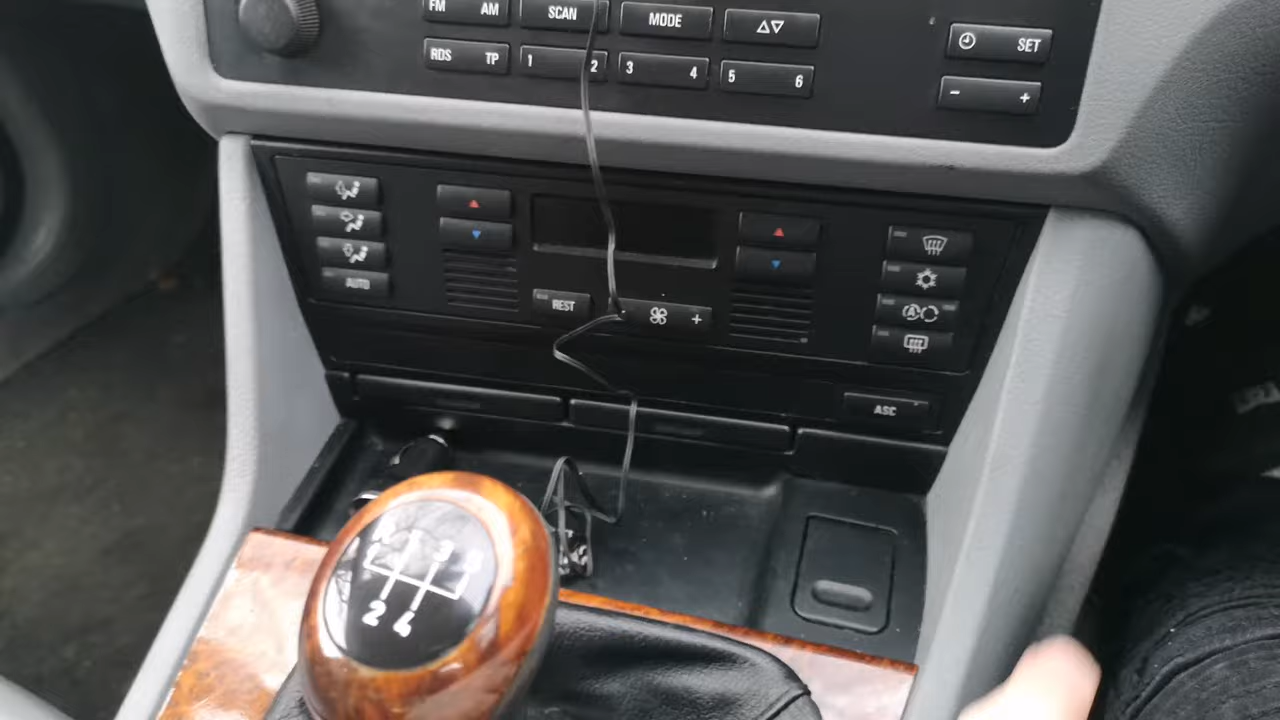 FM AM SCAN MODE
SET
RDS TP 1 2 3 4 5 6
- +
AUTO
REST
+
A
ASC
R 1 3 5
2 4